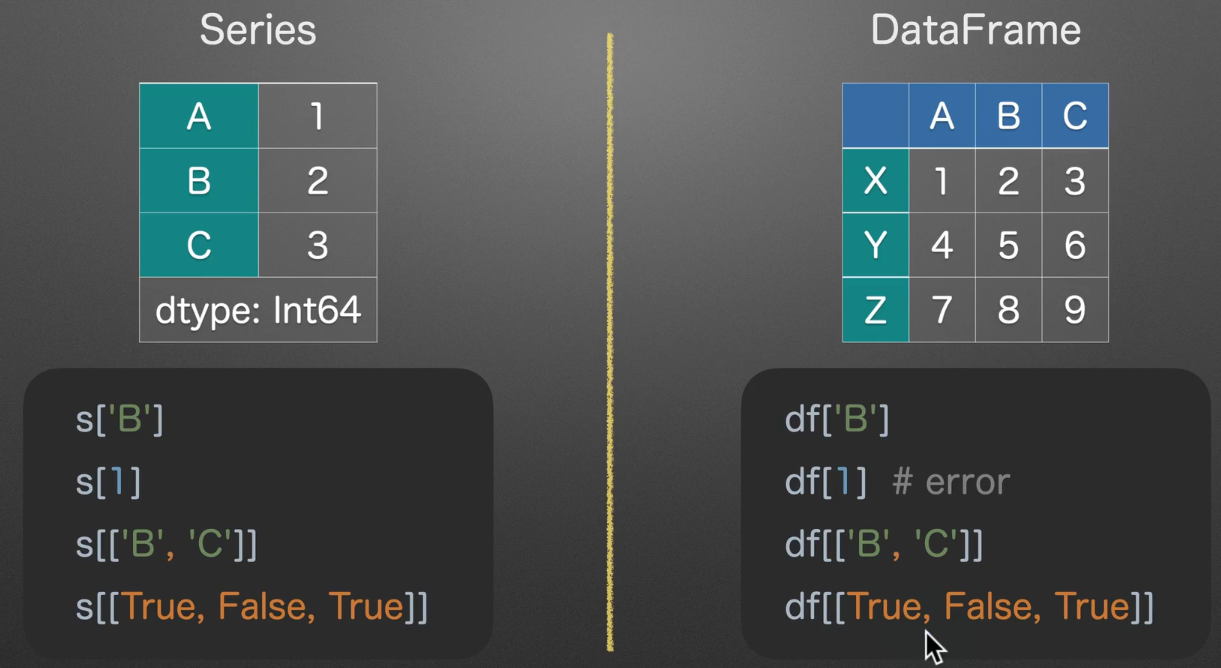 Series
A 1
B 2
C 3
dtype: Int64
s['B']
s[1]
s[['B', 'C']]
s[[True, False, True]]
DataFrame
A B C
X 1 2 3
Y 4 5 6
Z 7 8 9
df['B']
df[1] # error
df[['B', 'C']]
df[[True, False, True]]